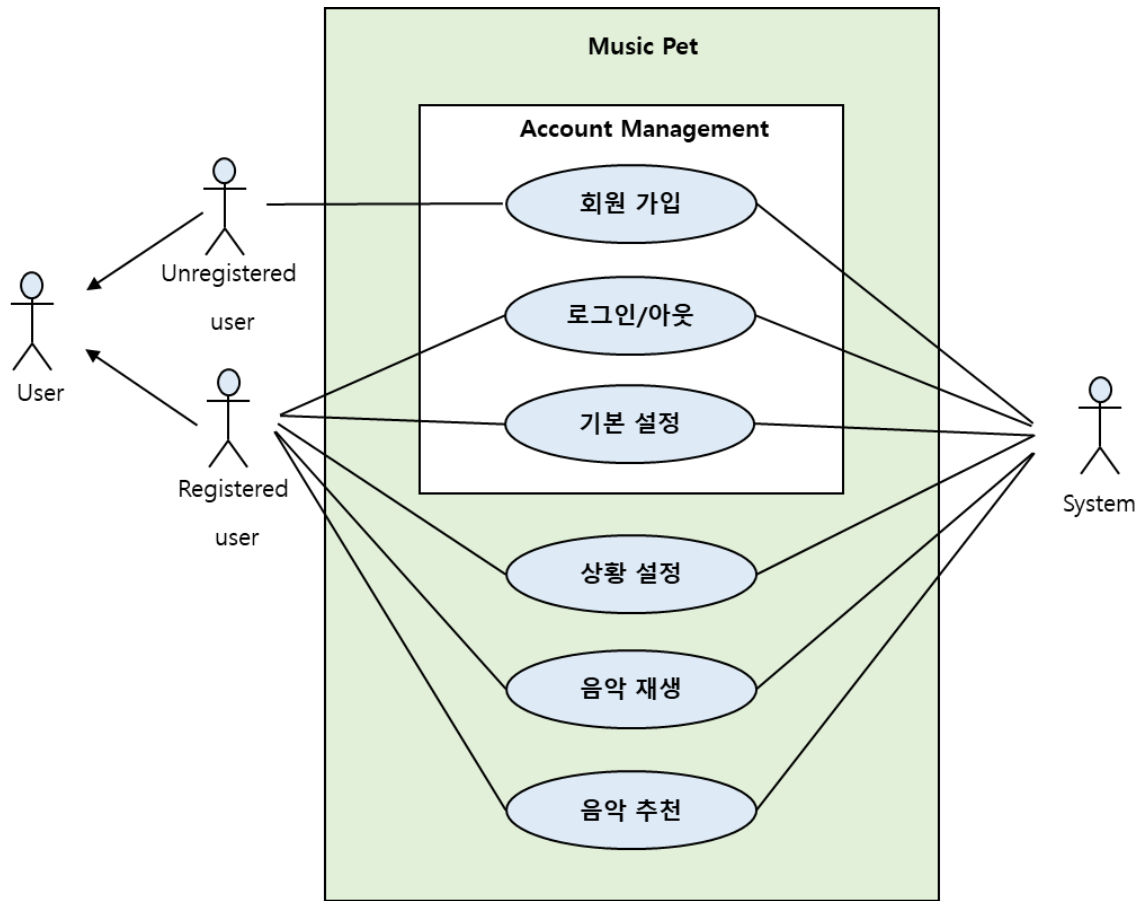 Music Pet
Account Management
회원 가입
Unregistered
user
로그인/아웃
User
기본 설정
Registered
user
System
상황 설정
음악 재생
음악 추천